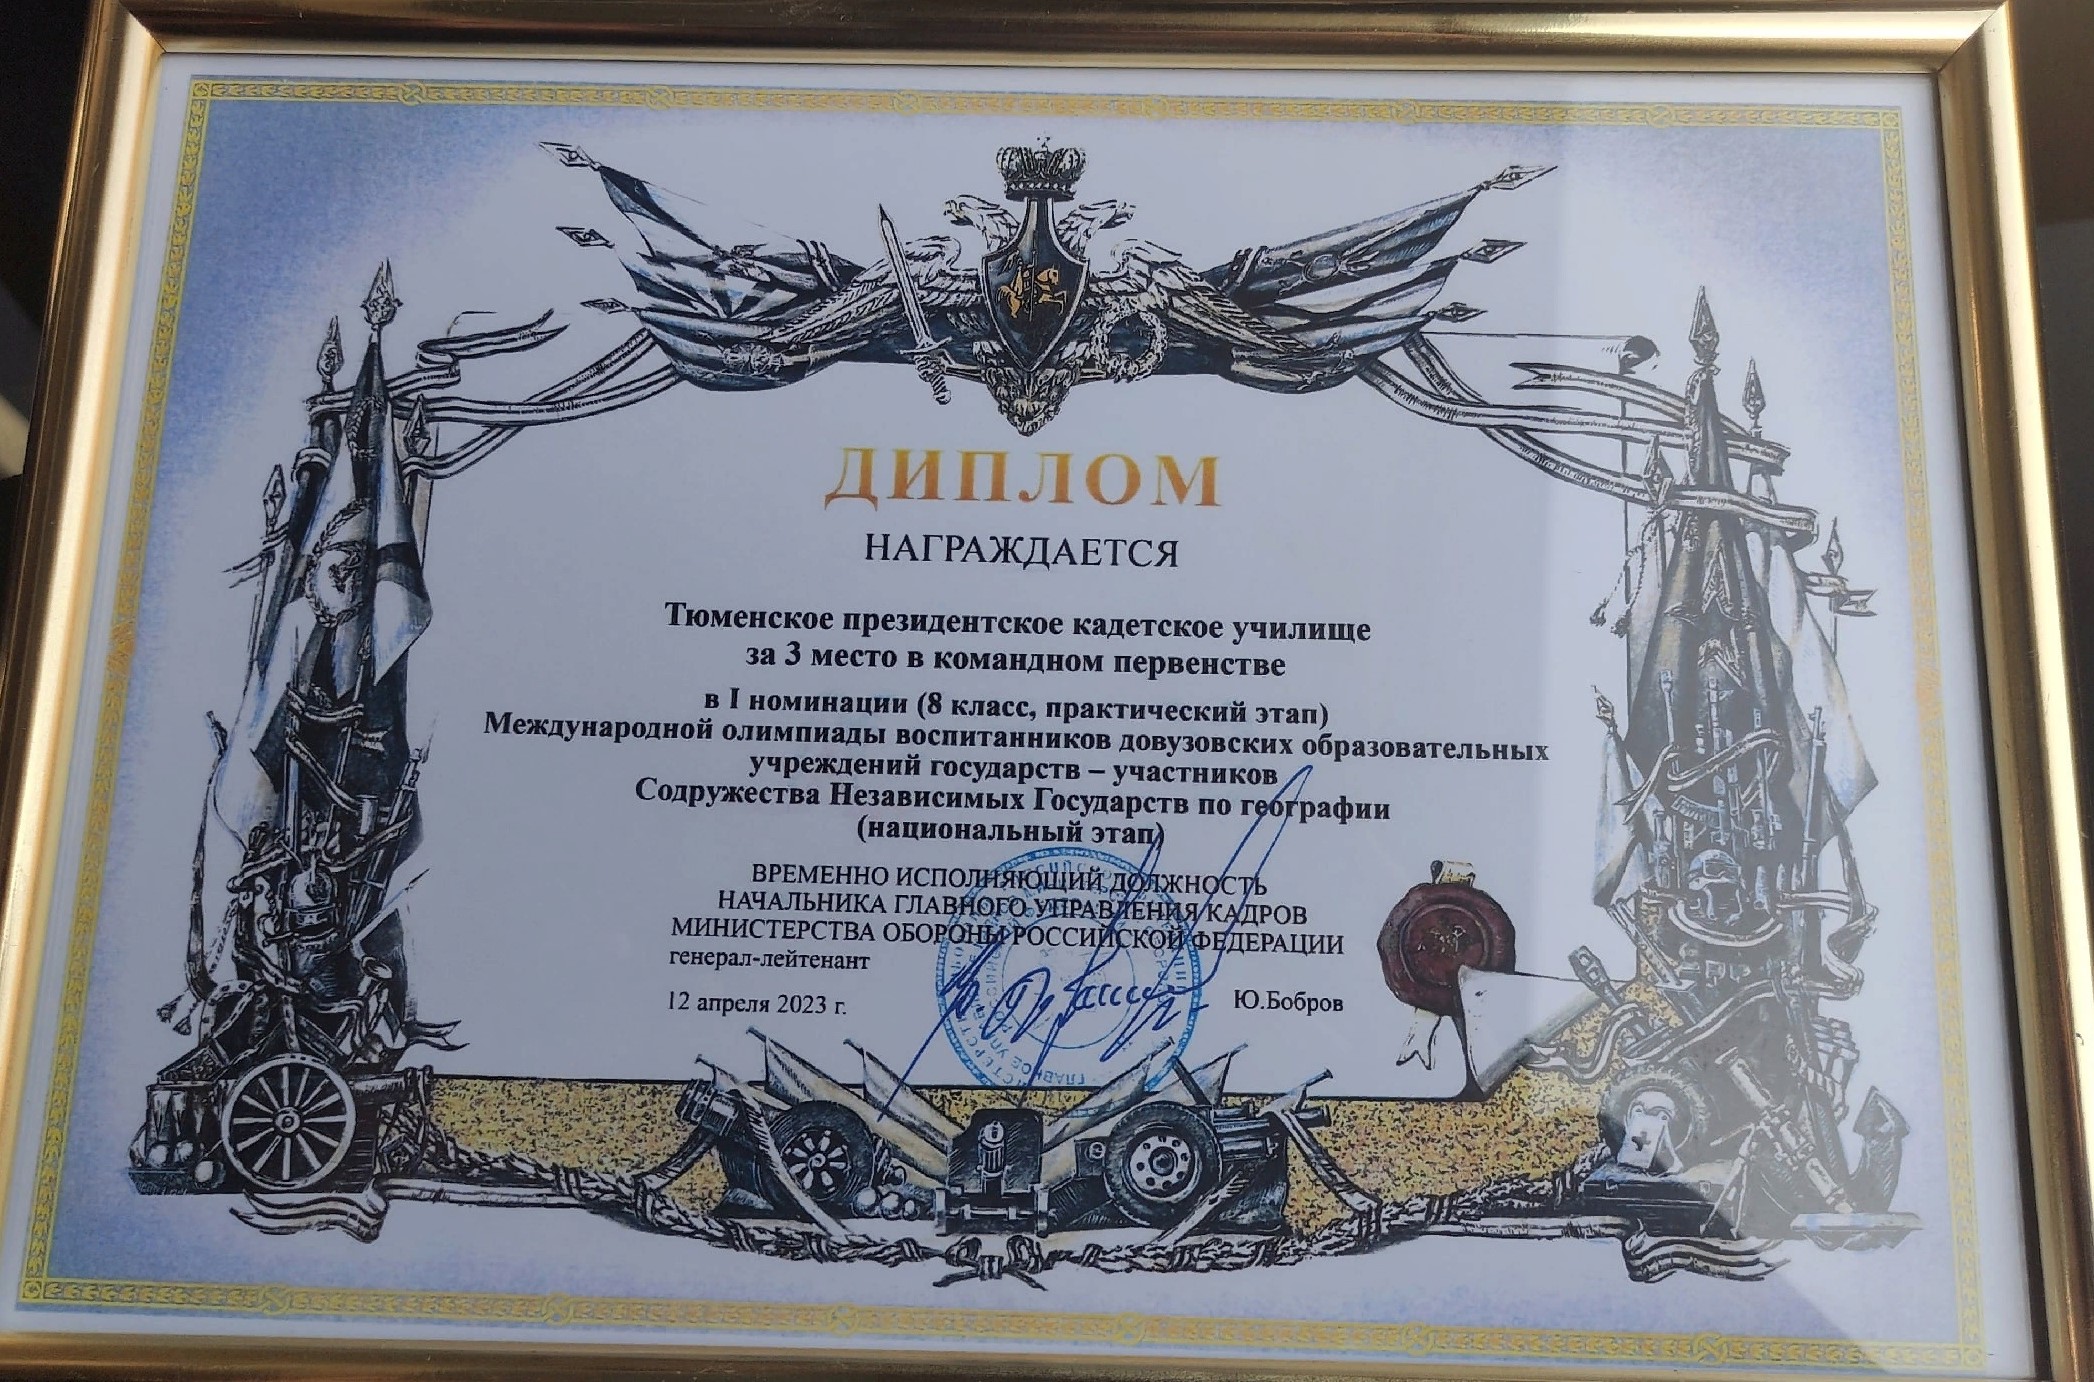 ДИПЛОМ
НАГРАЖДАЕТСЯ
Тюменское президентское кадетское училище
за 3 место в командном первенстве
в I номинации (8 класс, практический этап)
Международной олимпиады воспитанников довузовских образовательных
учреждений государств – участников
Содружества Независимых Государств по географии
(национальный этап)
ВРЕМЕННО ИСПОЛНЯЮЩИЙ ДОЛЖНОСТЬ
НАЧАЛЬНИКА ГЛАВНОГО УПРАВЛЕНИЯ КАДРОВ
МИНИСТЕРСТВА ОБОРОНЫ РОССИЙСКОЙ ФЕДЕРАЦИИ
генерал-лейтенант
12 апреля 2023 г.
Ю.Бобров